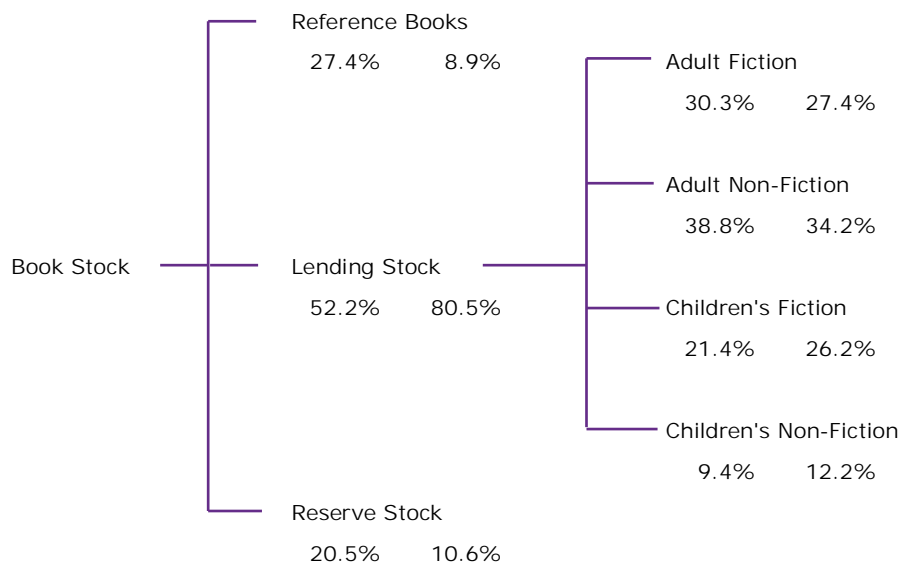 Book Stock
Reference Books
27.4% 8.9%
Lending Stock
52.2% 80.5%
Reserve Stock
20.5% 10.6%
Adult Fiction
30.3% 27.4%
Adult Non-Fiction
38.8% 34.2%
Children's Fiction
21.4% 26.2%
Children's Non-Fiction
9.4% 12.2%